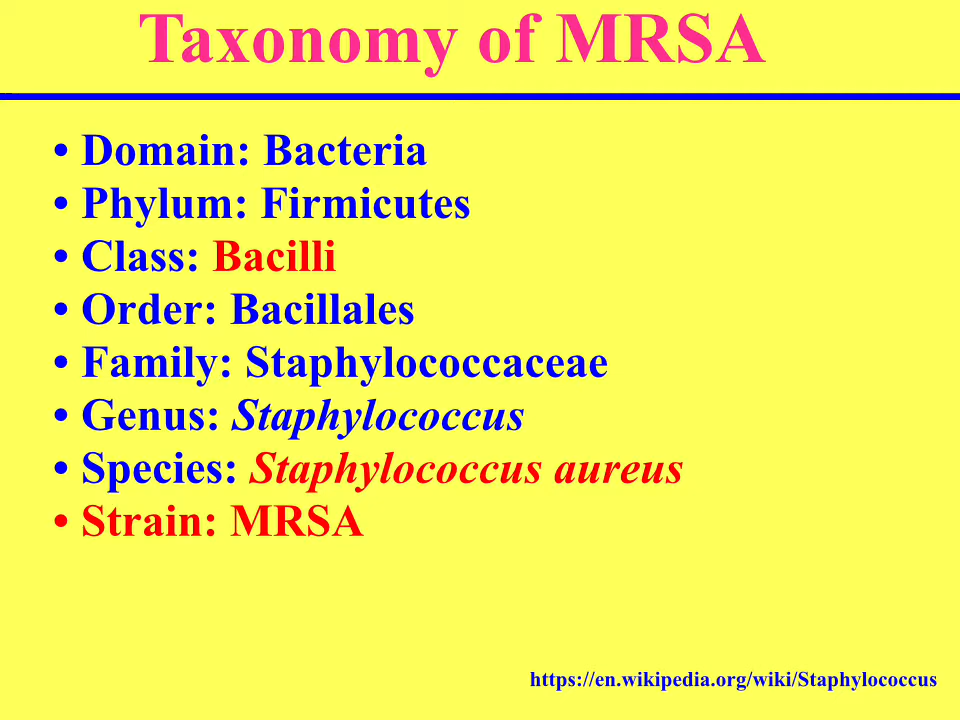 Taxonomy of MRSA
• Domain: Bacteria
• Phylum: Firmicutes
• Class: Bacilli
• Order: Bacillales
• Family: Staphylococcaceae
• Genus: Staphylococcus
• Species: Staphylococcus aureus
• Strain: MRSA
https://en.wikipedia.org/wiki/Staphylococcus